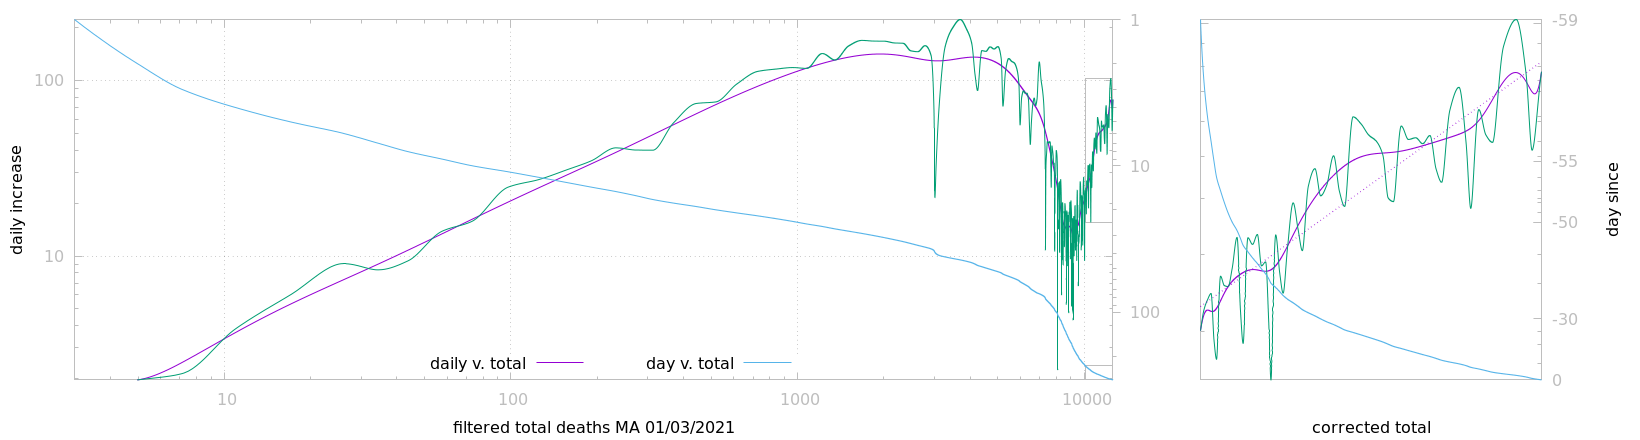 daily increase
100
10
daily v. total
day v. total
10
100
1000
10000
filtered total deaths MA 01/03/2021
1
10
100
-59
-55
-50
-30
0
day since
corrected total